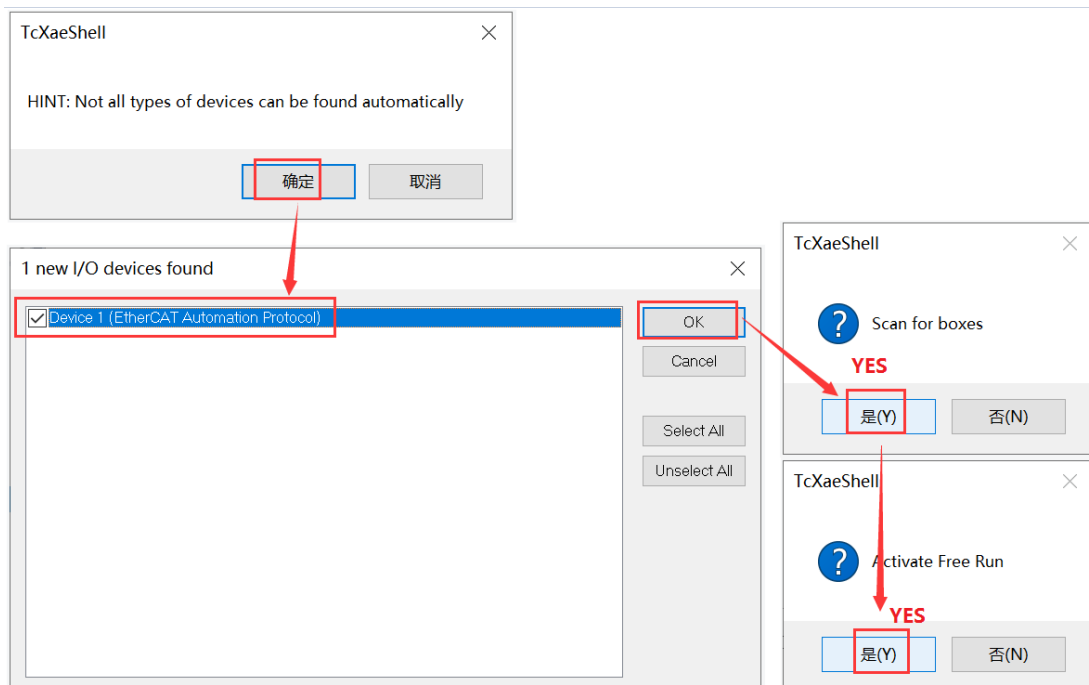 TcXaeShell
HINT: Not all types of devices can be found automatically
确定
取消
1 new I/O devices found
Device 1 (EtherCAT Automation Protocol)
OK
Cancel
Select All
Unselect All
TcXaeShell
Scan for boxes
YES
是(Y)
否(N)
TcXaeShell
Activate Free Run
YES
是(Y)
否(N)